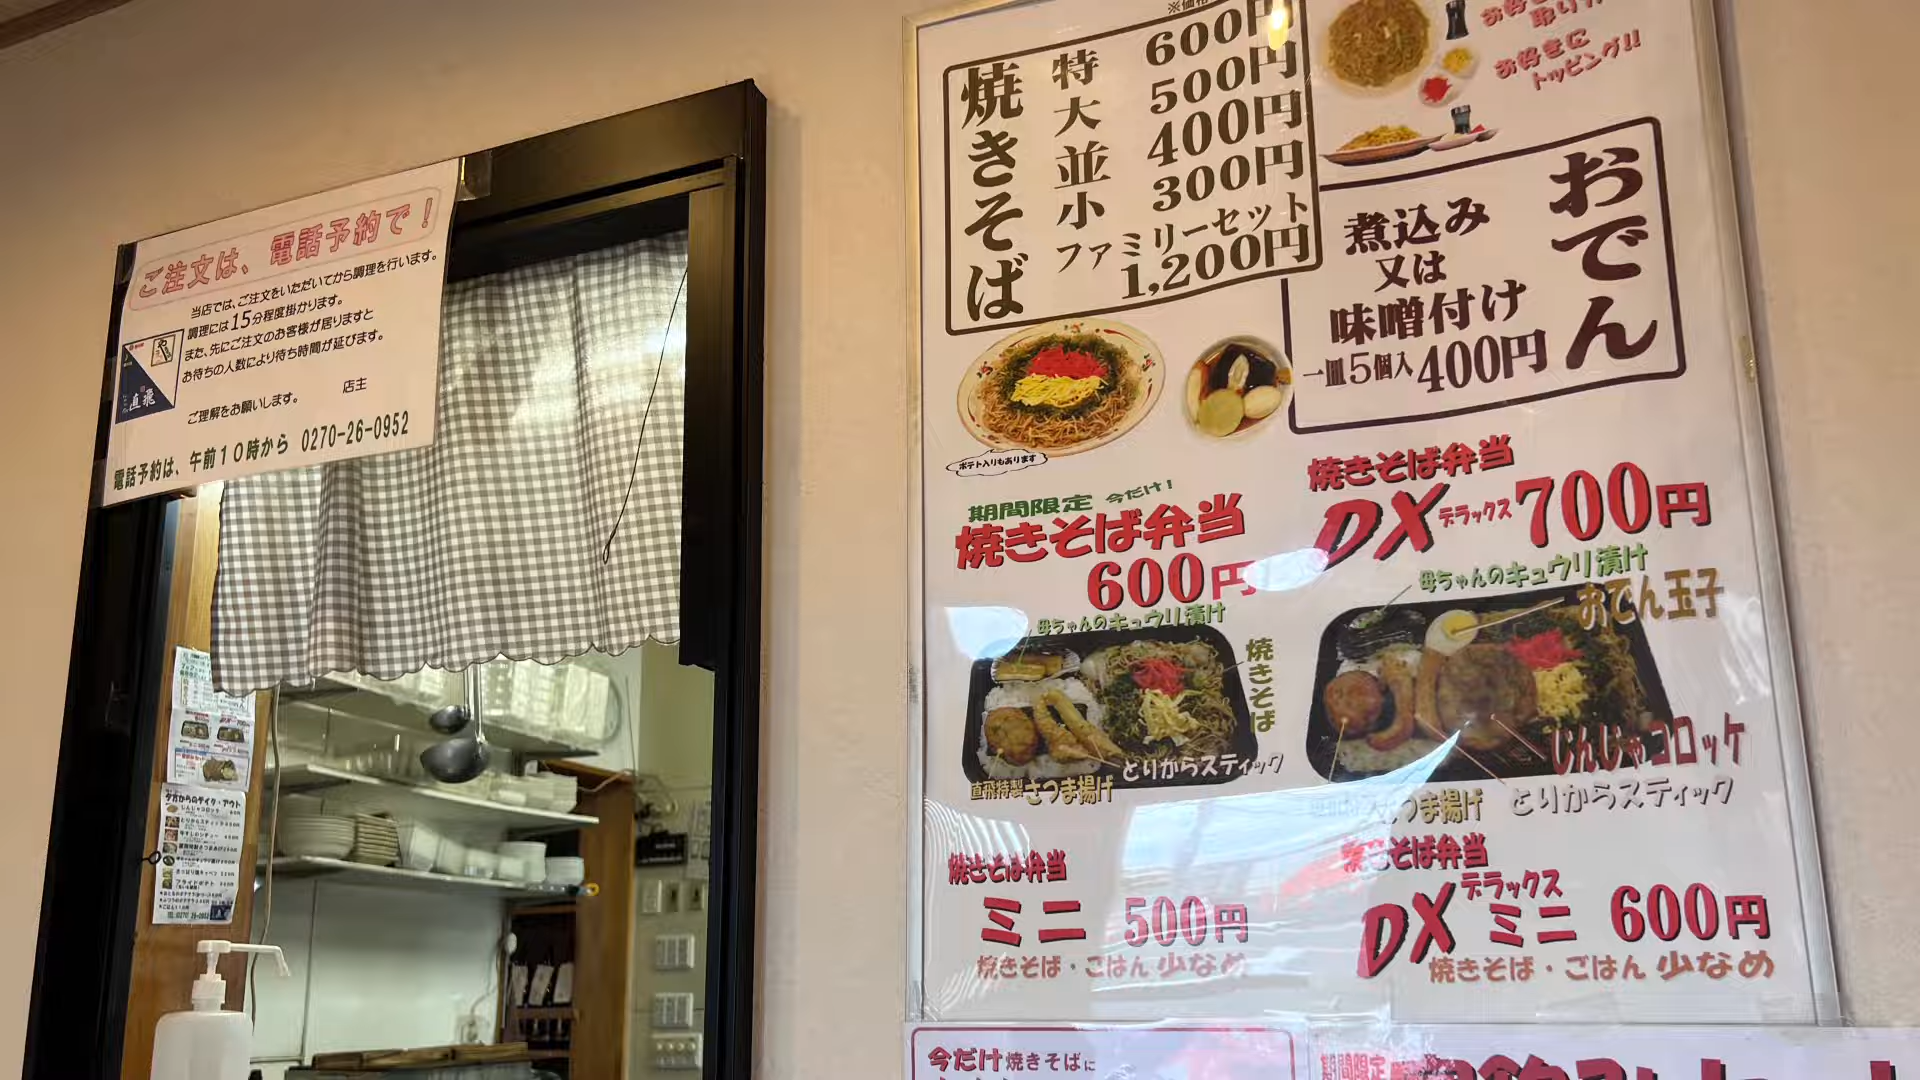 ご注文は、電話予約で！
当店では、ご注文をいただいてから調理を行います。
調理には15分程度掛かります。
また、先にご注文のお客様が居りますと
お待ちの人数により待ち時間が延びます。
店主
ご理解をお願いします。
直飛
電話予約は、午前10時から 0270-26-0952
夕方からのテイク・アウト
焼きそば
特 600円
大 500円
並 400円
小 300円
ファミリーセット
1,200円
お好きに
トッピング!!
おでん
煮込み
又は
味噌付け
一皿5個入 400円
ポテト入りもあります
期間限定 今だけ！
焼きそば弁当
600円
母ちゃんのキュウリ漬け
焼きそば
とりからスティック
直飛特製さつま揚げ
焼きそば弁当
DX デラックス 700円
母ちゃんのキュウリ漬け
おでん玉子
じんじゃコロッケ
とりからスティック
さつま揚げ
焼きそば弁当
ミニ 500円
焼きそば・ごはん 少なめ
焼きそば弁当
DX デラックス ミニ 600円
焼きそば・ごはん 少なめ
今だけ焼きそばに
期間限定